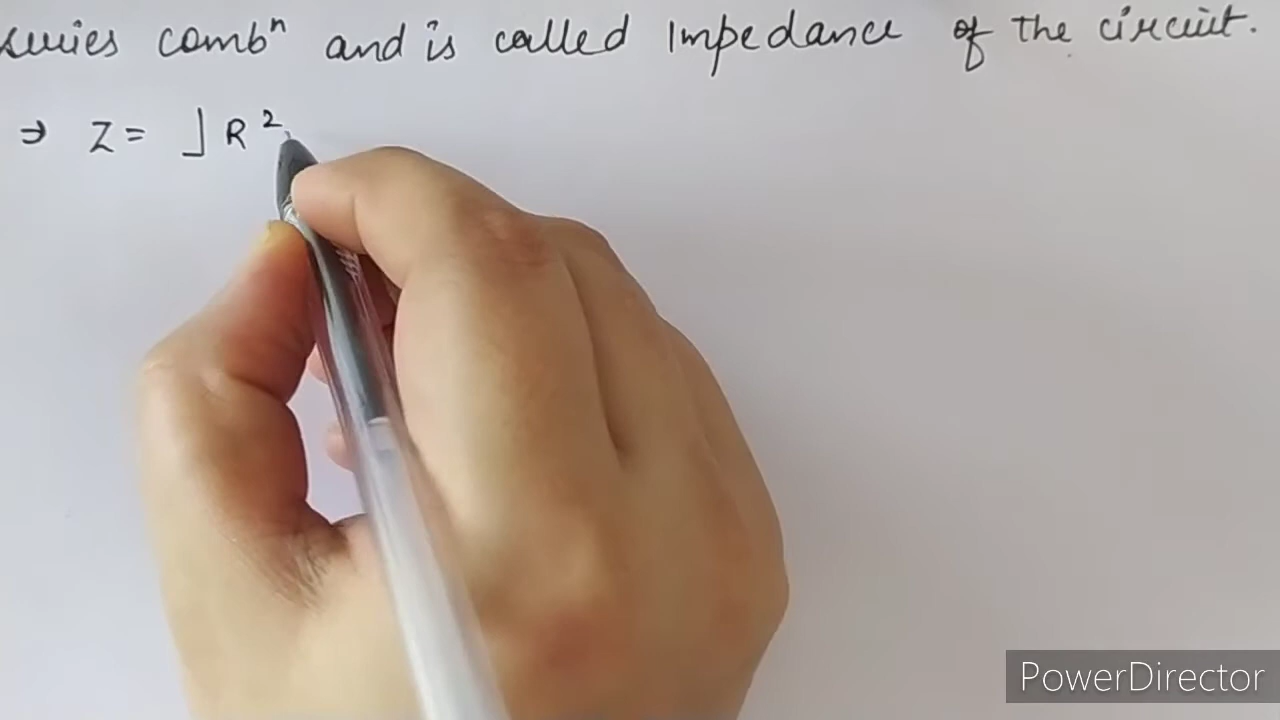 series combⁿ and is called Impedance of the circuit.
⇒ Z = √R²
PowerDirector